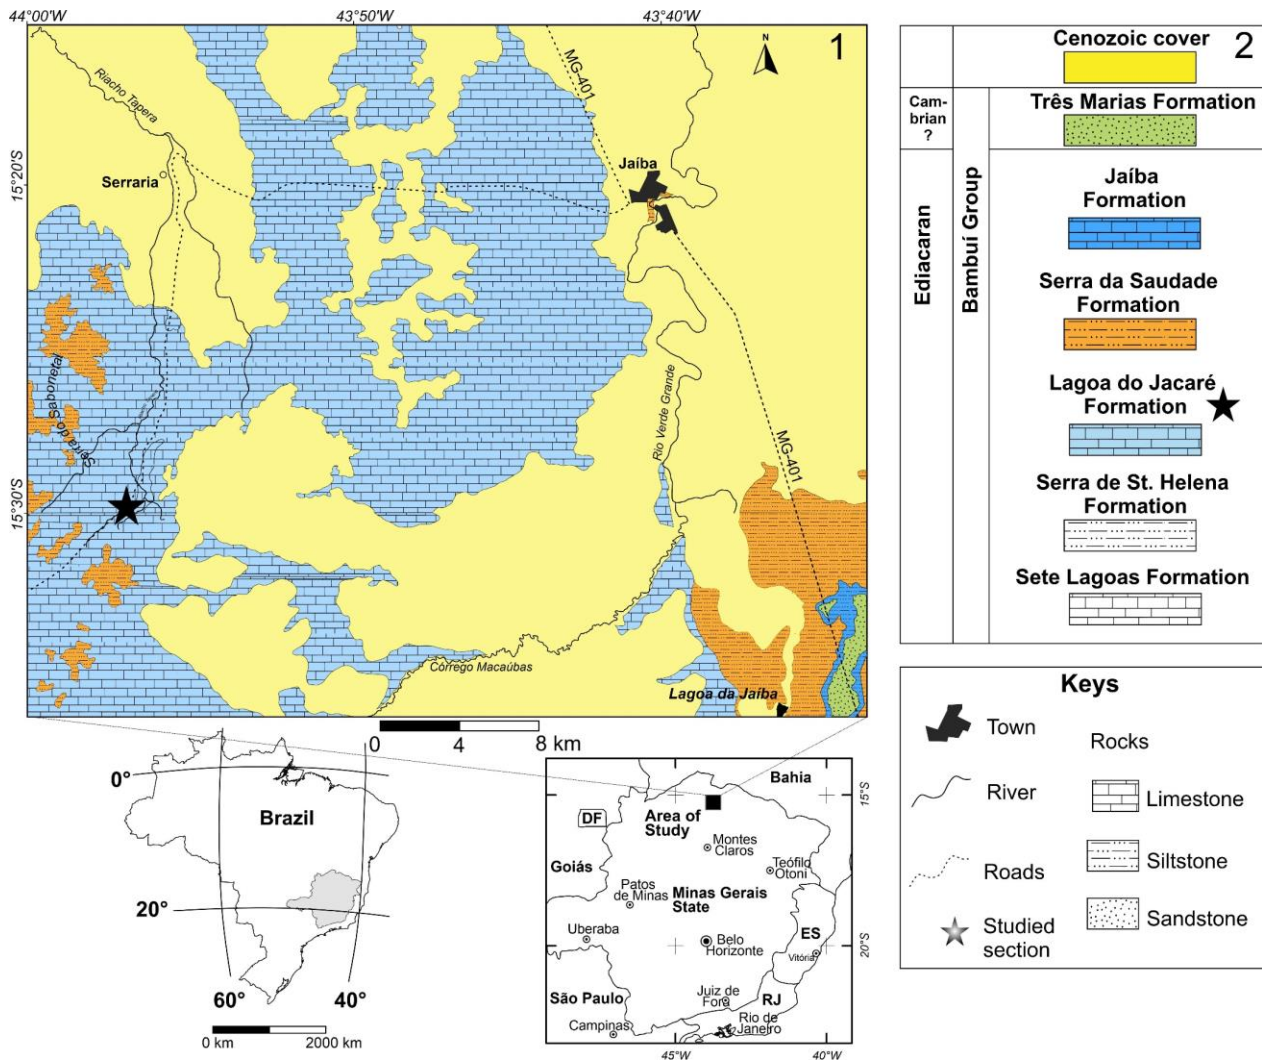 44°00'W
43°50'W
43°40'W
1
N
MG-401
Riacho Tapera
15°20'S
Serraria
Jaíba
Serra do Sabonetal
Rio Verde Grande
MG-401
15°30'S
Córrego Macaúbas
Lagoa da Jaíba
0 4 8 km
Cenozoic cover
2
Cam-
brian
?
Três Marias Formation
Ediacaran
Bambuí Group
Jaíba
Formation
Serra da Saudade
Formation
Lagoa do Jacaré
Formation
Serra de St. Helena
Formation
Sete Lagoas Formation
Keys
Town
Rocks
River
Limestone
Roads
Siltstone
Studied
section
Sandstone
0°
Brazil
20°
60°
40°
0 km 2000 km
Bahia
15°S
DF
Area of
Study
Montes
Claros
Goiás
Teófilo
Otoni
Patos
de Minas
Minas Gerais
State
Uberaba
Belo
Horizonte
ES
Vitória
20°S
Juiz de
Fora
São Paulo
RJ
Campinas
Rio de
Janeiro
45°W
40°W